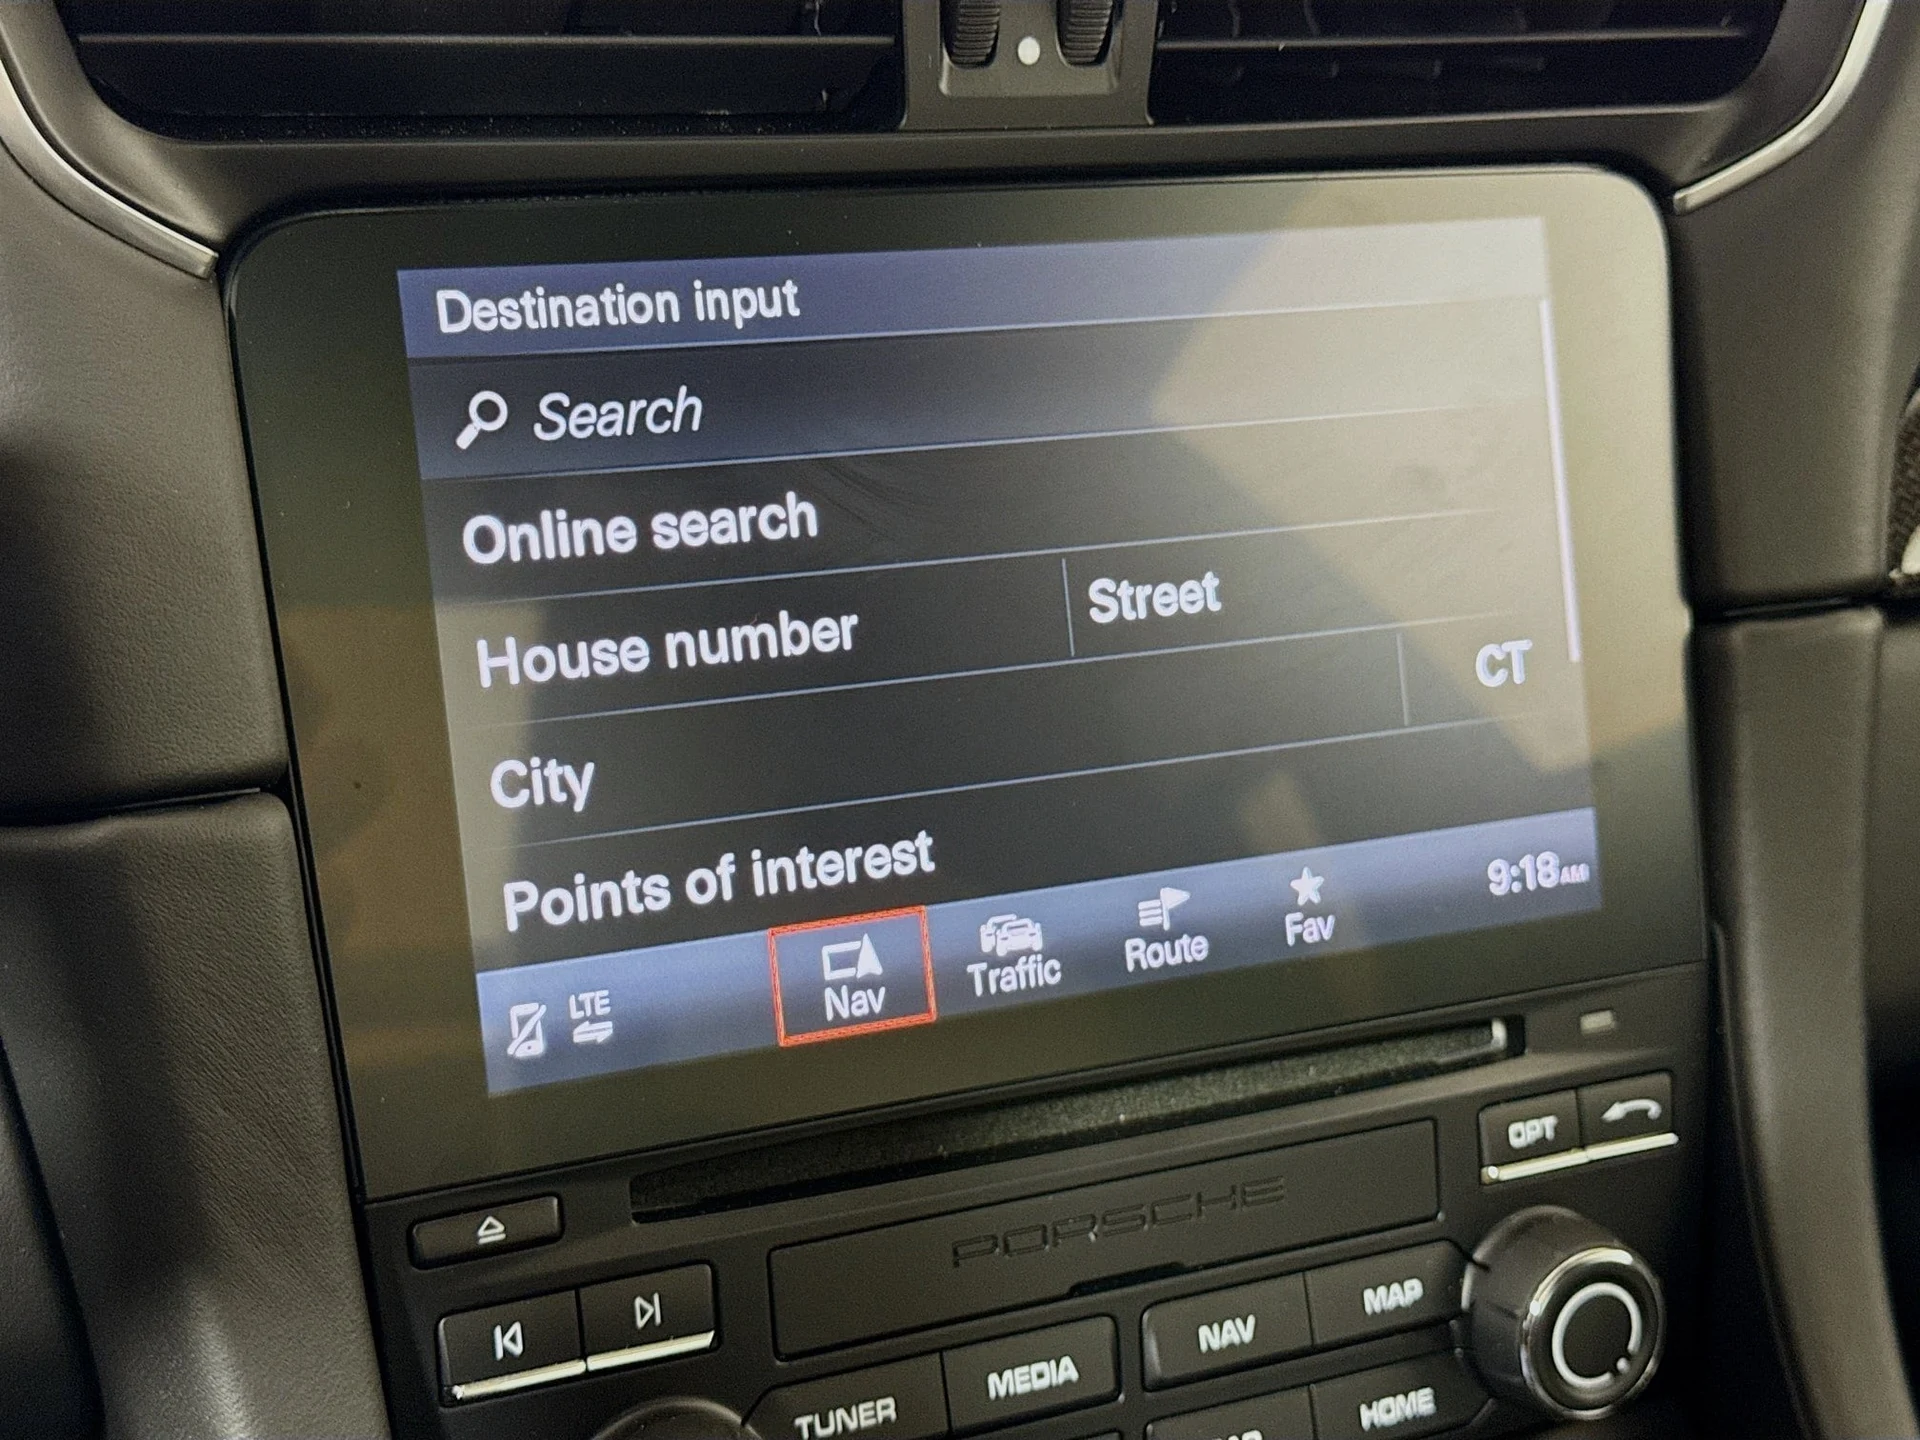 Destination input
Search
Online search
House number Street
City CT
Points of interest
LTE Nav Traffic Route Fav 9:18AM
OPT
PORSCHE
NAV MAP
TUNER MEDIA HOME